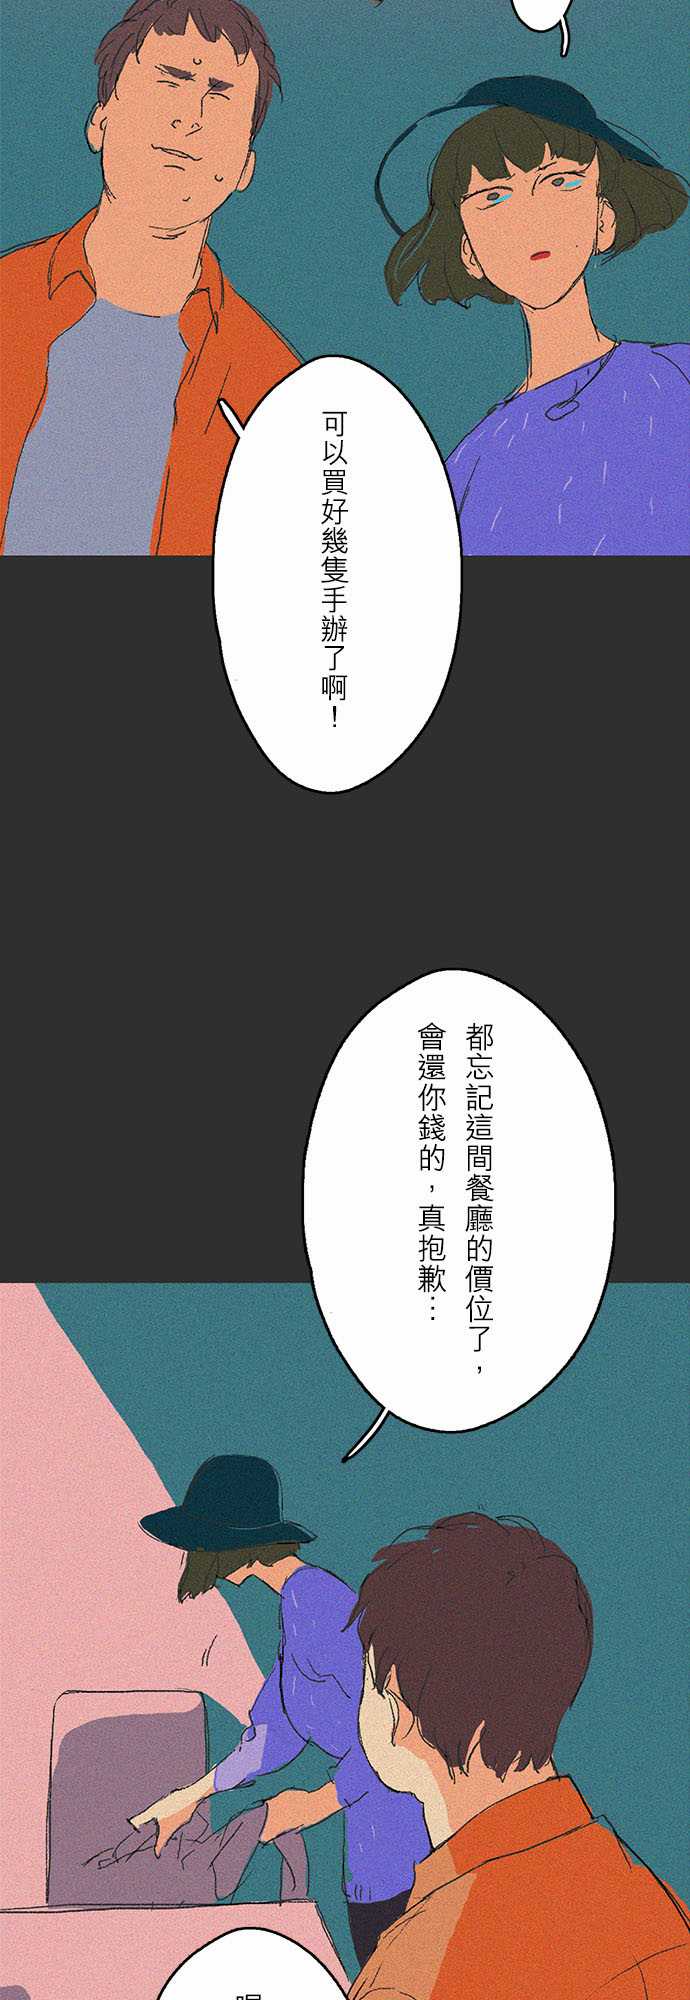 可以買好幾隻手辦了啊！
都忘記這間餐廳的價位了，
會還你錢的，真抱歉…